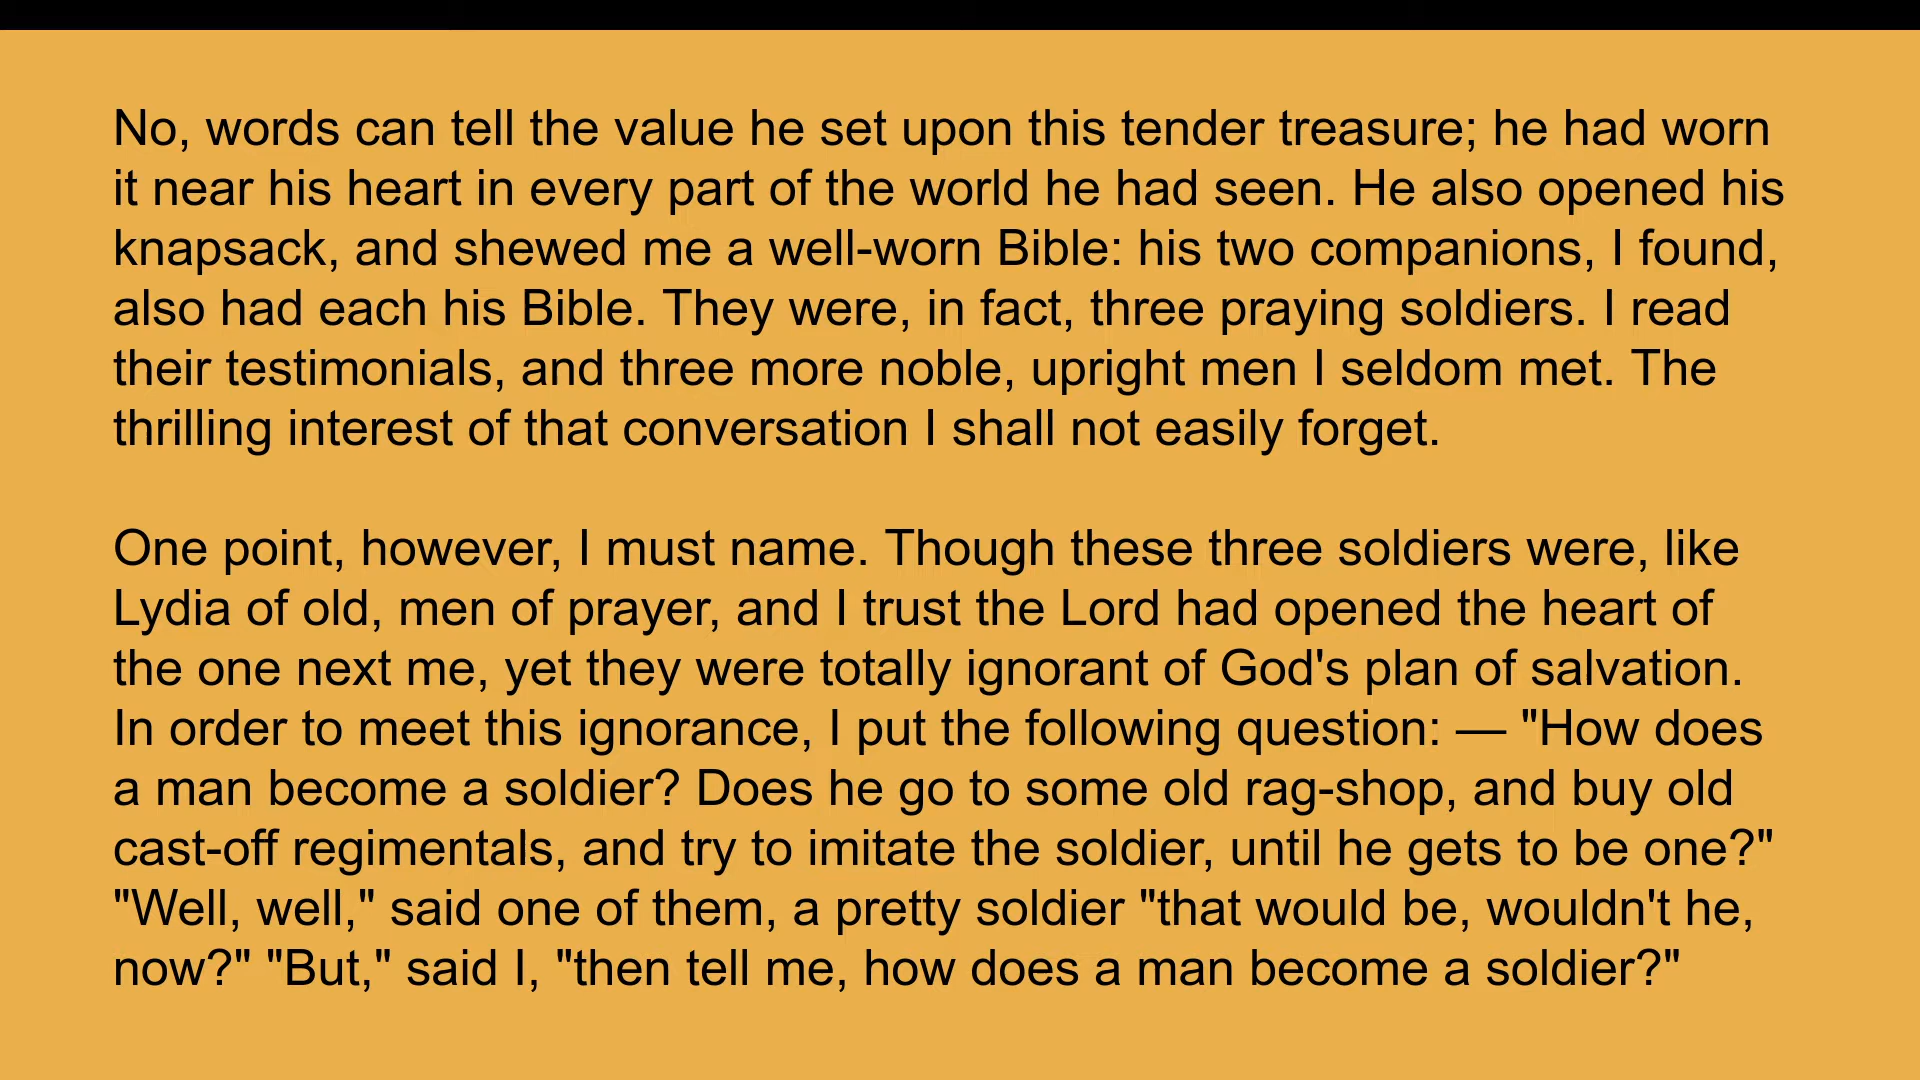 No, words can tell the value he set upon this tender treasure; he had worn
it near his heart in every part of the world he had seen. He also opened his
knapsack, and shewed me a well-worn Bible: his two companions, I found,
also had each his Bible. They were, in fact, three praying soldiers. I read
their testimonials, and three more noble, upright men I seldom met. The
thrilling interest of that conversation I shall not easily forget.
One point, however, I must name. Though these three soldiers were, like
Lydia of old, men of prayer, and I trust the Lord had opened the heart of
the one next me, yet they were totally ignorant of God's plan of salvation.
In order to meet this ignorance, I put the following question: — "How does
a man become a soldier? Does he go to some old rag-shop, and buy old
cast-off regimentals, and try to imitate the soldier, until he gets to be one?"
"Well, well," said one of them, a pretty soldier "that would be, wouldn't he,
now?" "But," said I, "then tell me, how does a man become a soldier?"